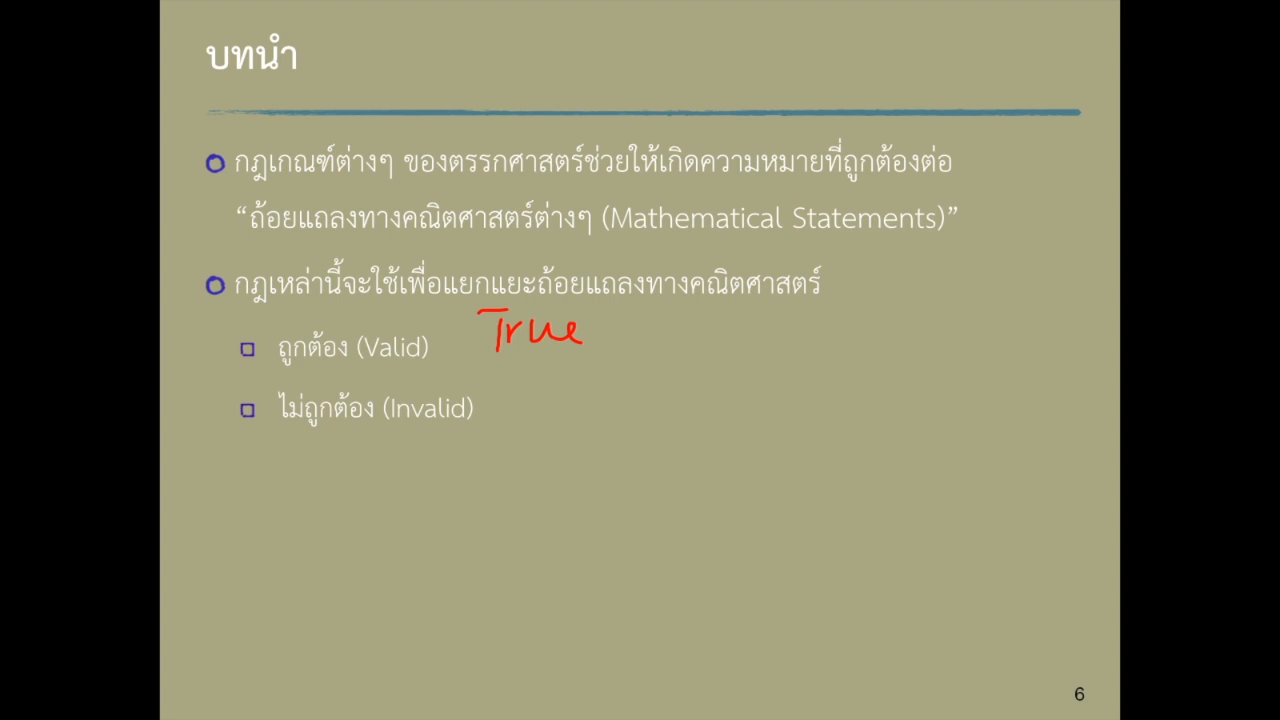 บทนำ
กฎเกณฑ์ต่างๆ ของตรรกศาสตร์ช่วยให้เกิดความหมายที่ถูกต้องต่อ
“ถ้อยแถลงทางคณิตศาสตร์ต่างๆ (Mathematical Statements)”
กฎเหล่านี้จะใช้เพื่อแยกแยะถ้อยแถลงทางคณิตศาสตร์
ถูกต้อง (Valid) True
ไม่ถูกต้อง (Invalid)
6